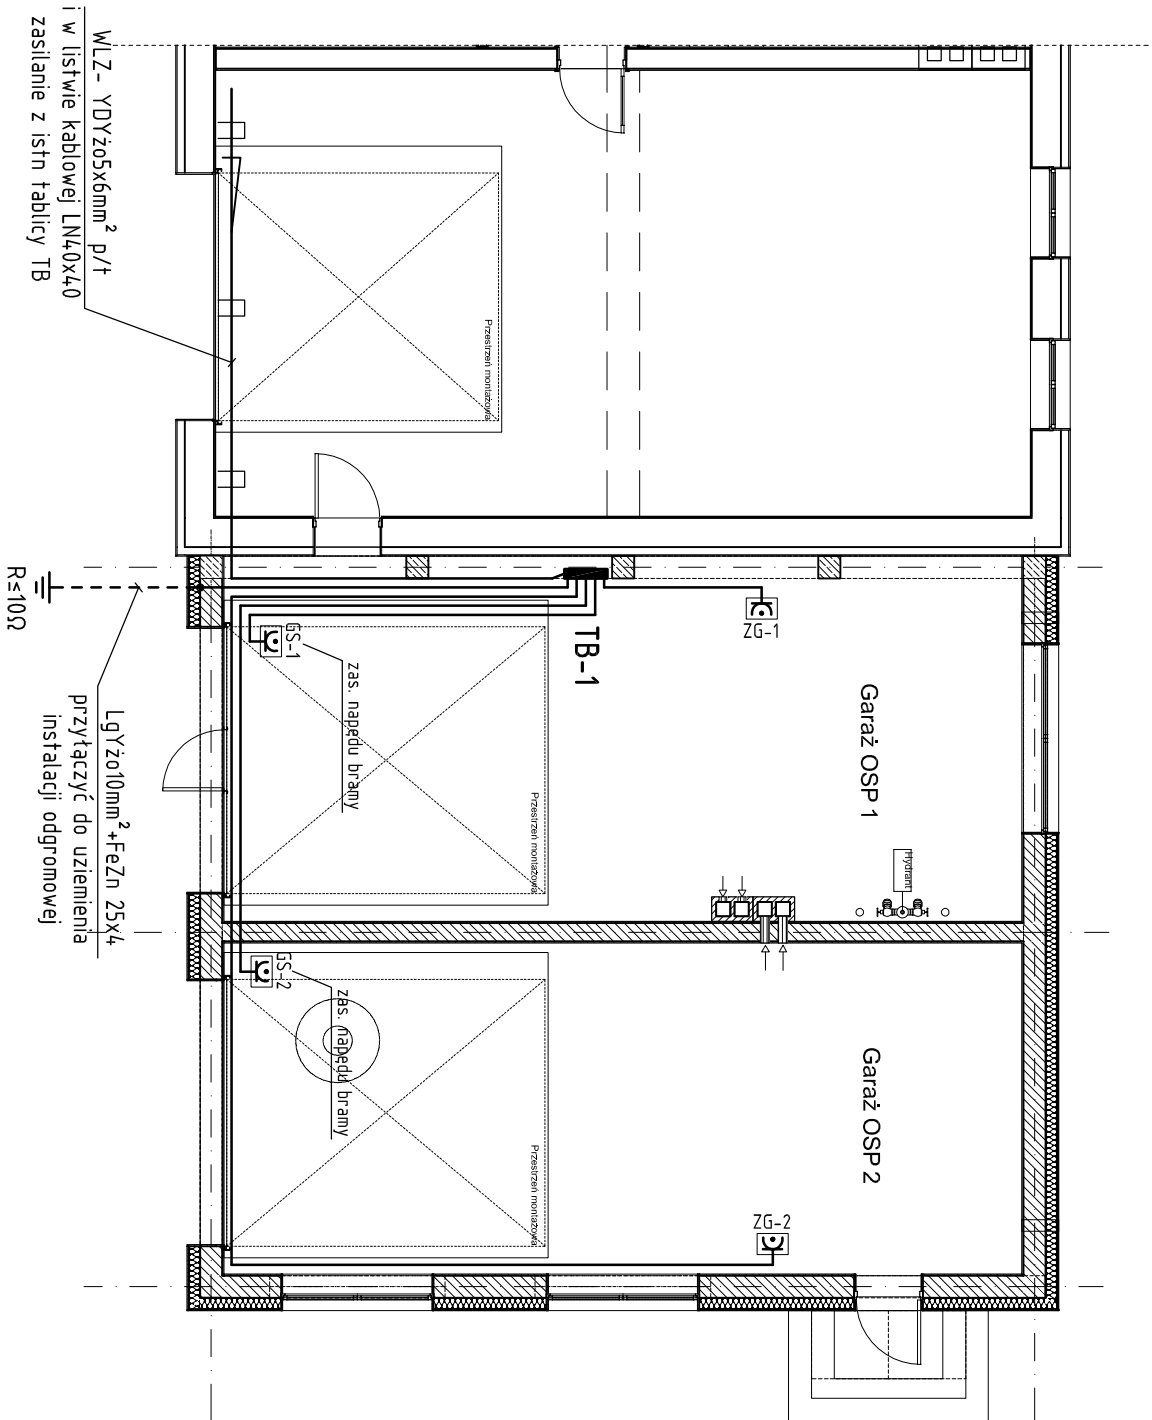 WLZ- YDYżo5x6mm² p/t
i w listwie kablowej LN40x40
zasilanie z istn tablicy TB
Przestrzeń montażowa
R≤10Ω
LgYżo10mm²+FeZn 25x4
przyłączyć do uziemienia
instalacji odgromowej
TB-1
ZG-1
GS-1
zas. napędu bramy
Przestrzeń montażowa
Garaż OSP 1
Hydrant
GS-2
zas. napędu bramy
Przestrzeń montażowa
Garaż OSP 2
ZG-2